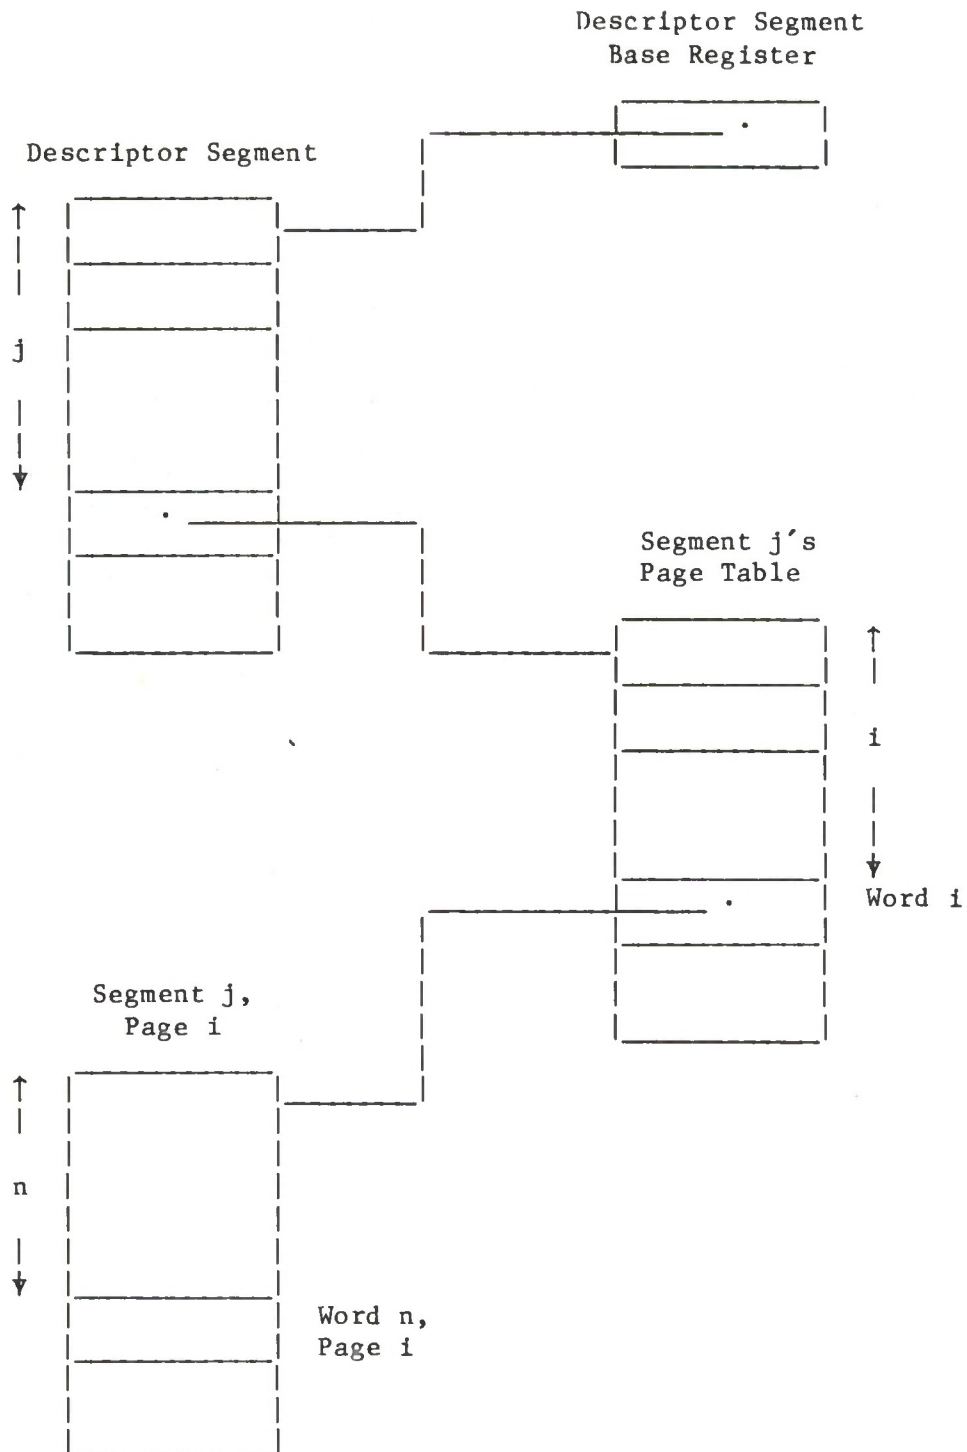 Descriptor Segment
Base Register
Descriptor Segment
j
Segment j's
Page Table
i
Word i
Segment j,
Page i
n
Word n,
Page i